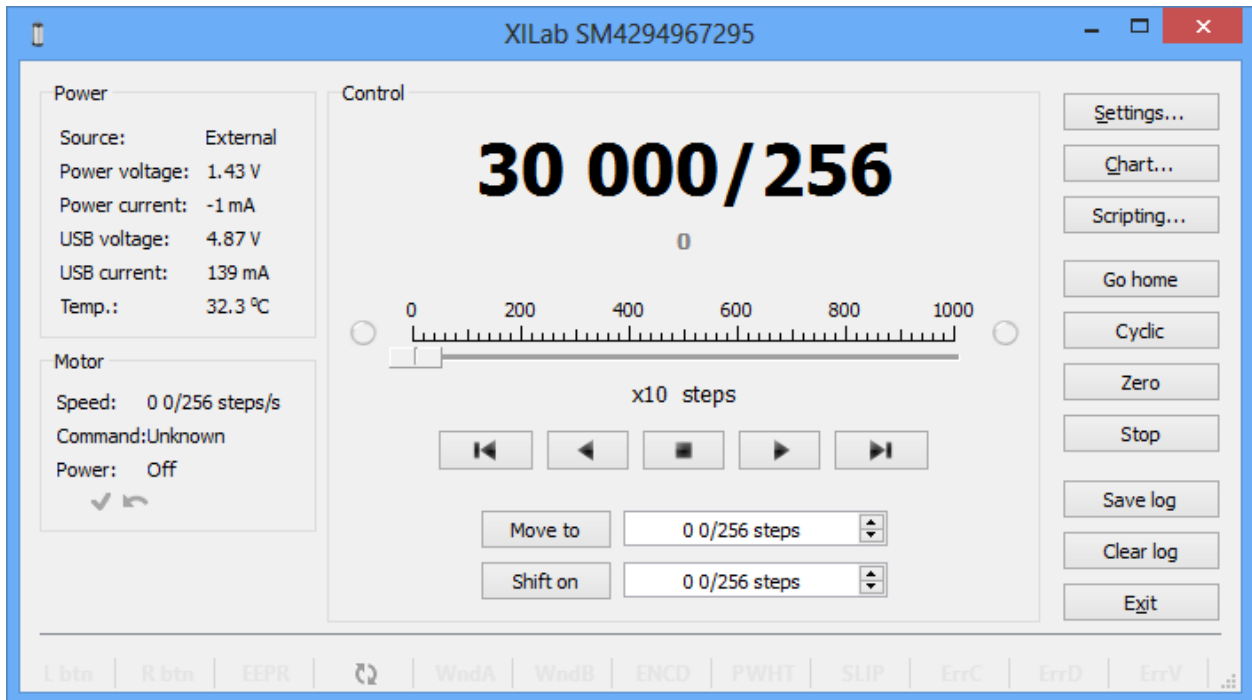 XILab SM4294967295
Power
Source: External
Power voltage: 1.43 V
Power current: -1 mA
USB voltage: 4.87 V
USB current: 139 mA
Temp.: 32.3 ºC
Motor
Speed: 0 0/256 steps/s
Command:Unknown
Power: Off
Control
30 000/256
0
0 200 400 600 800 1000
x10 steps
Move to 0 0/256 steps
Shift on 0 0/256 steps
Settings...
Chart...
Scripting...
Go home
Cyclic
Zero
Stop
Save log
Clear log
Exit
L btn R btn EEPR WndA WndB ENCD PWHT SLIP ErrC ErrD ErrV